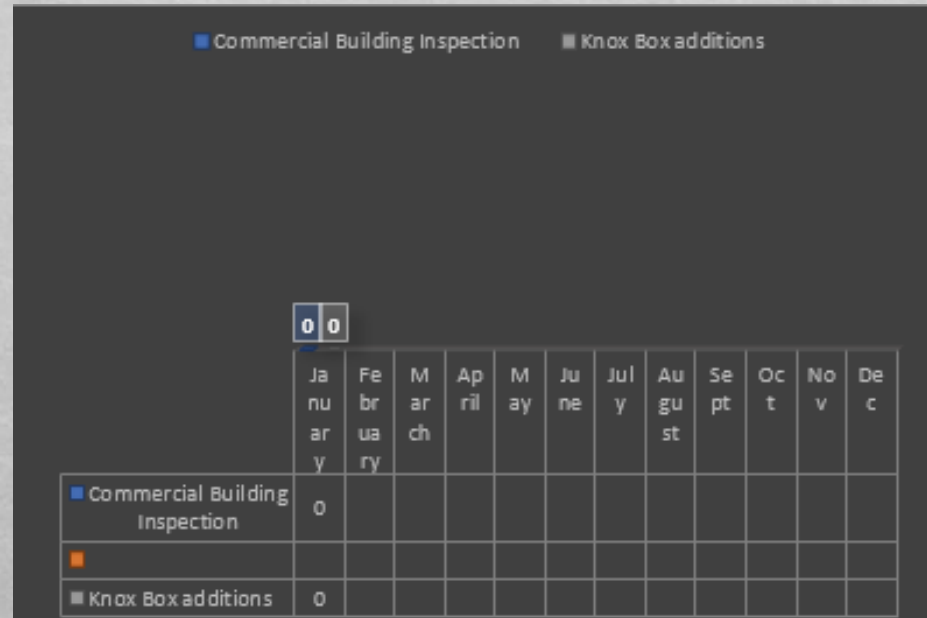 Commercial Building Inspection Knox Box additions
0 0
Ja Fe M Ap M Ju Jul Au Se Oc No De
nu br ar ril ay ne y gu pt t v c
ar ua ch st
y ry
Commercial Building 0
Inspection
Knox Box additions 0